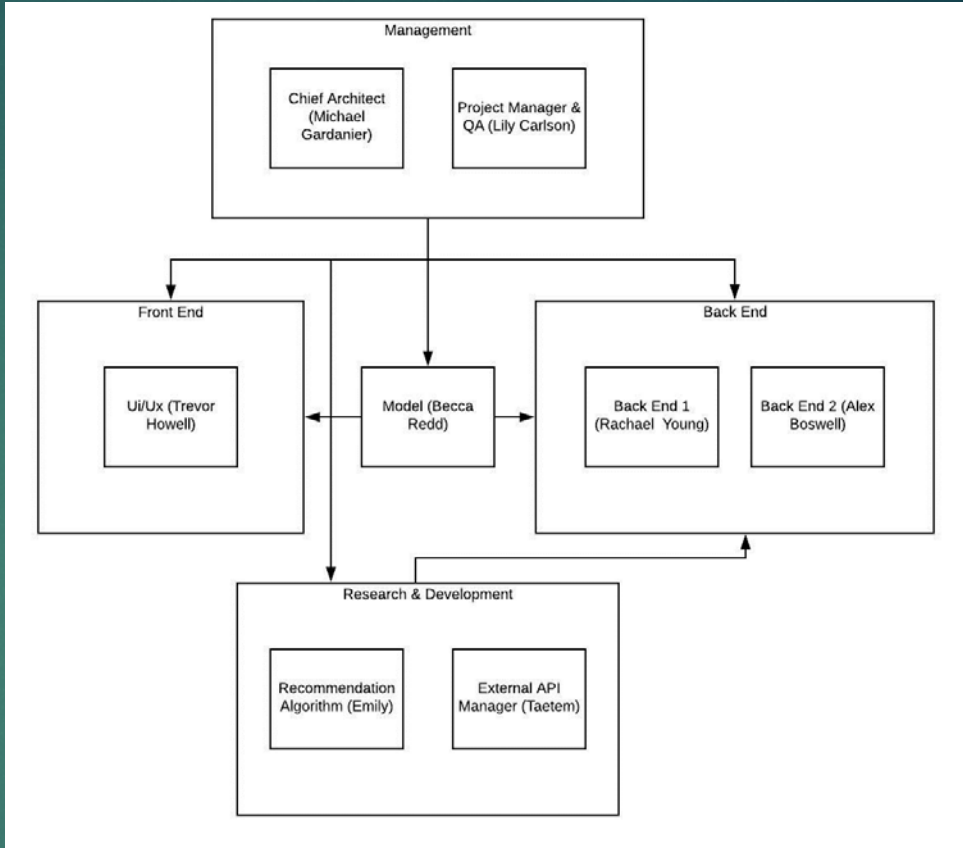 Management
Chief Architect
(Michael
Gardanier)
Project Manager &
QA (Lily Carlson)
Front End
Ui/Ux (Trevor
Howell)
Model (Becca
Redd)
Back End
Back End 1
(Rachael  Young)
Back End 2 (Alex
Boswell)
Research & Development
Recommendation
Algorithm (Emily)
External API
Manager (Taetem)